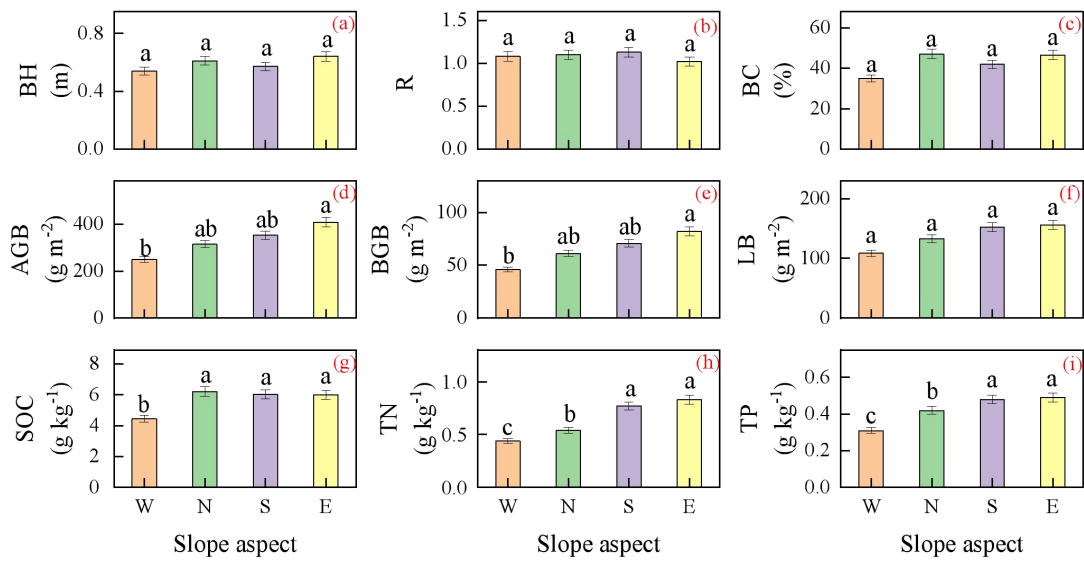 (a)
BH
(m)
0.8
0.4
0.0
a
a
a
a
(b)
R
1.5
1.0
0.5
0.0
a
a
a
a
(c)
BC
(%)
60
40
20
0
a
a
a
a
(d)
AGB
(g m⁻²)
400
200
0
b
ab
ab
a
(e)
BGB
(g m⁻²)
100
50
0
b
ab
ab
a
(f)
LB
(g m⁻²)
200
100
0
a
a
a
a
(g)
SOC
(g kg⁻¹)
8
6
4
2
0
b
a
a
a
W N S E
Slope aspect
(h)
TN
(g kg⁻¹)
1.0
0.5
0.0
c
b
a
a
W N S E
Slope aspect
(i)
TP
(g kg⁻¹)
0.6
0.4
0.2
0.0
c
b
a
a
W N S E
Slope aspect